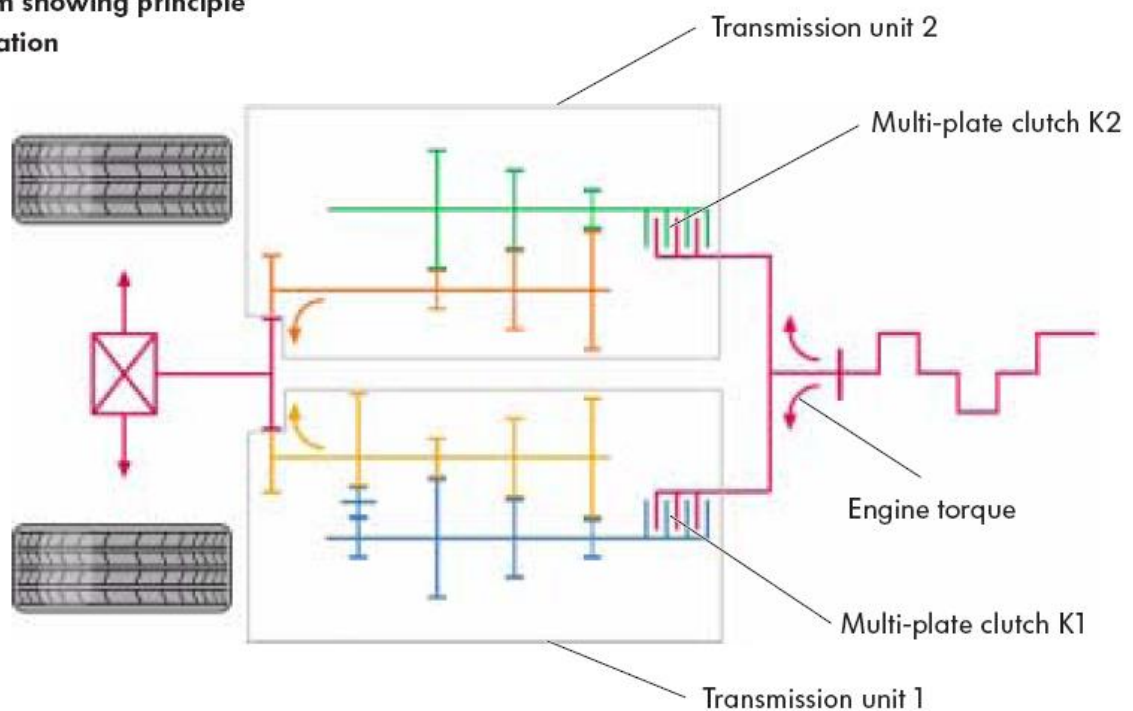 showing principle
Transmission unit 2
Multi-plate clutch K2
Engine torque
Multi-plate clutch K1
Transmission unit 1